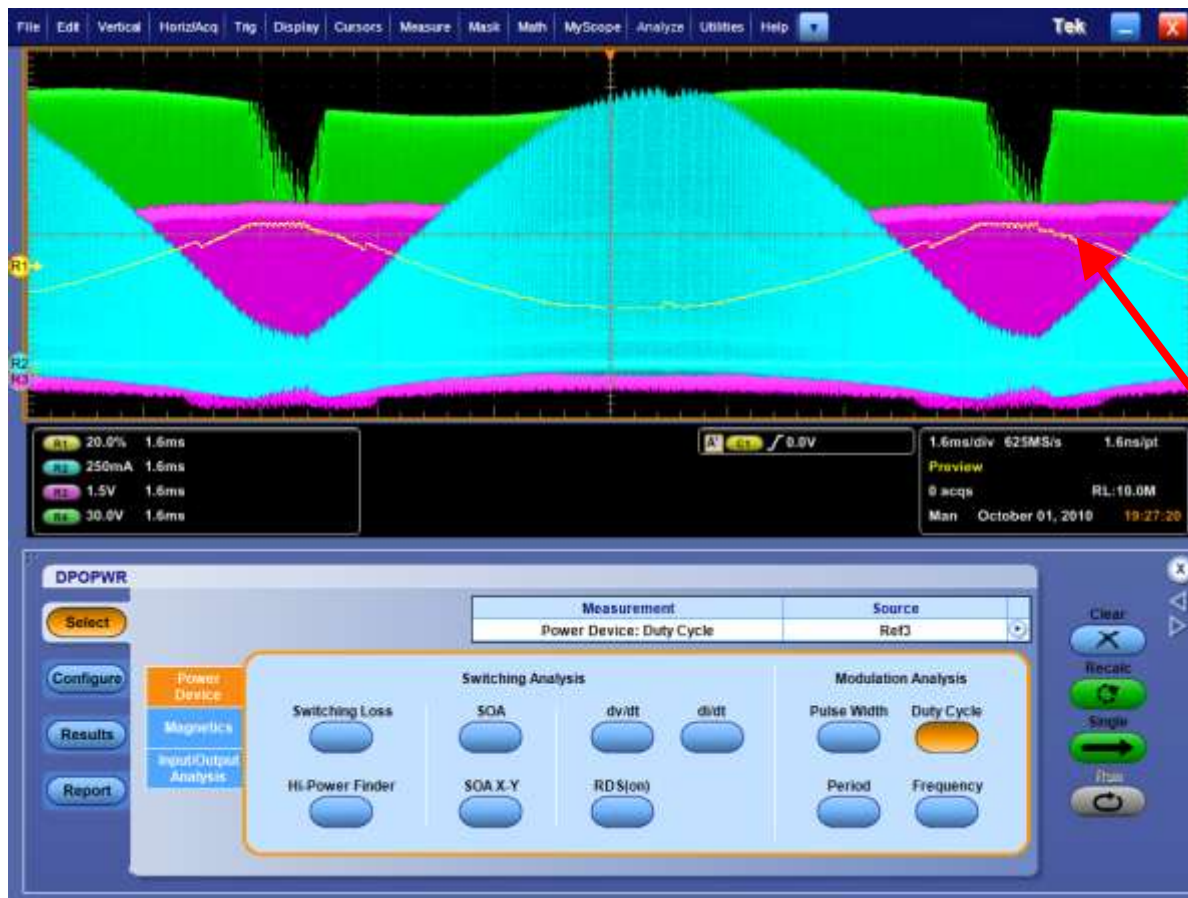 File Edit Vertical Horiz/Acq Trig Display Cursors Measure Mask Math MyScope Analyze Utilities Help Tek X
R1
R2
R3
R1 20.0% 1.6ms
R2 250mA 1.6ms
R3 1.5V 1.6ms
R4 30.0V 1.6ms
A' C1 0.0V
1.6ms/div 625MS/s 1.6ns/pt
Preview
0 acqs RL:10.0M
Man October 01, 2010 19:27:20
DPOPWR
X
Select
Measurement Source
Power Device: Duty Cycle Ref3
Configure
Results
Report
Power
Device
Magnetics
Input/Output
Analysis
Switching Analysis
Switching Loss SOA dv/dt di/dt
Hi-Power Finder SOA X-Y RDS(on)
Modulation Analysis
Pulse Width Duty Cycle
Period Frequency
Clear
Recalc
Single
Run